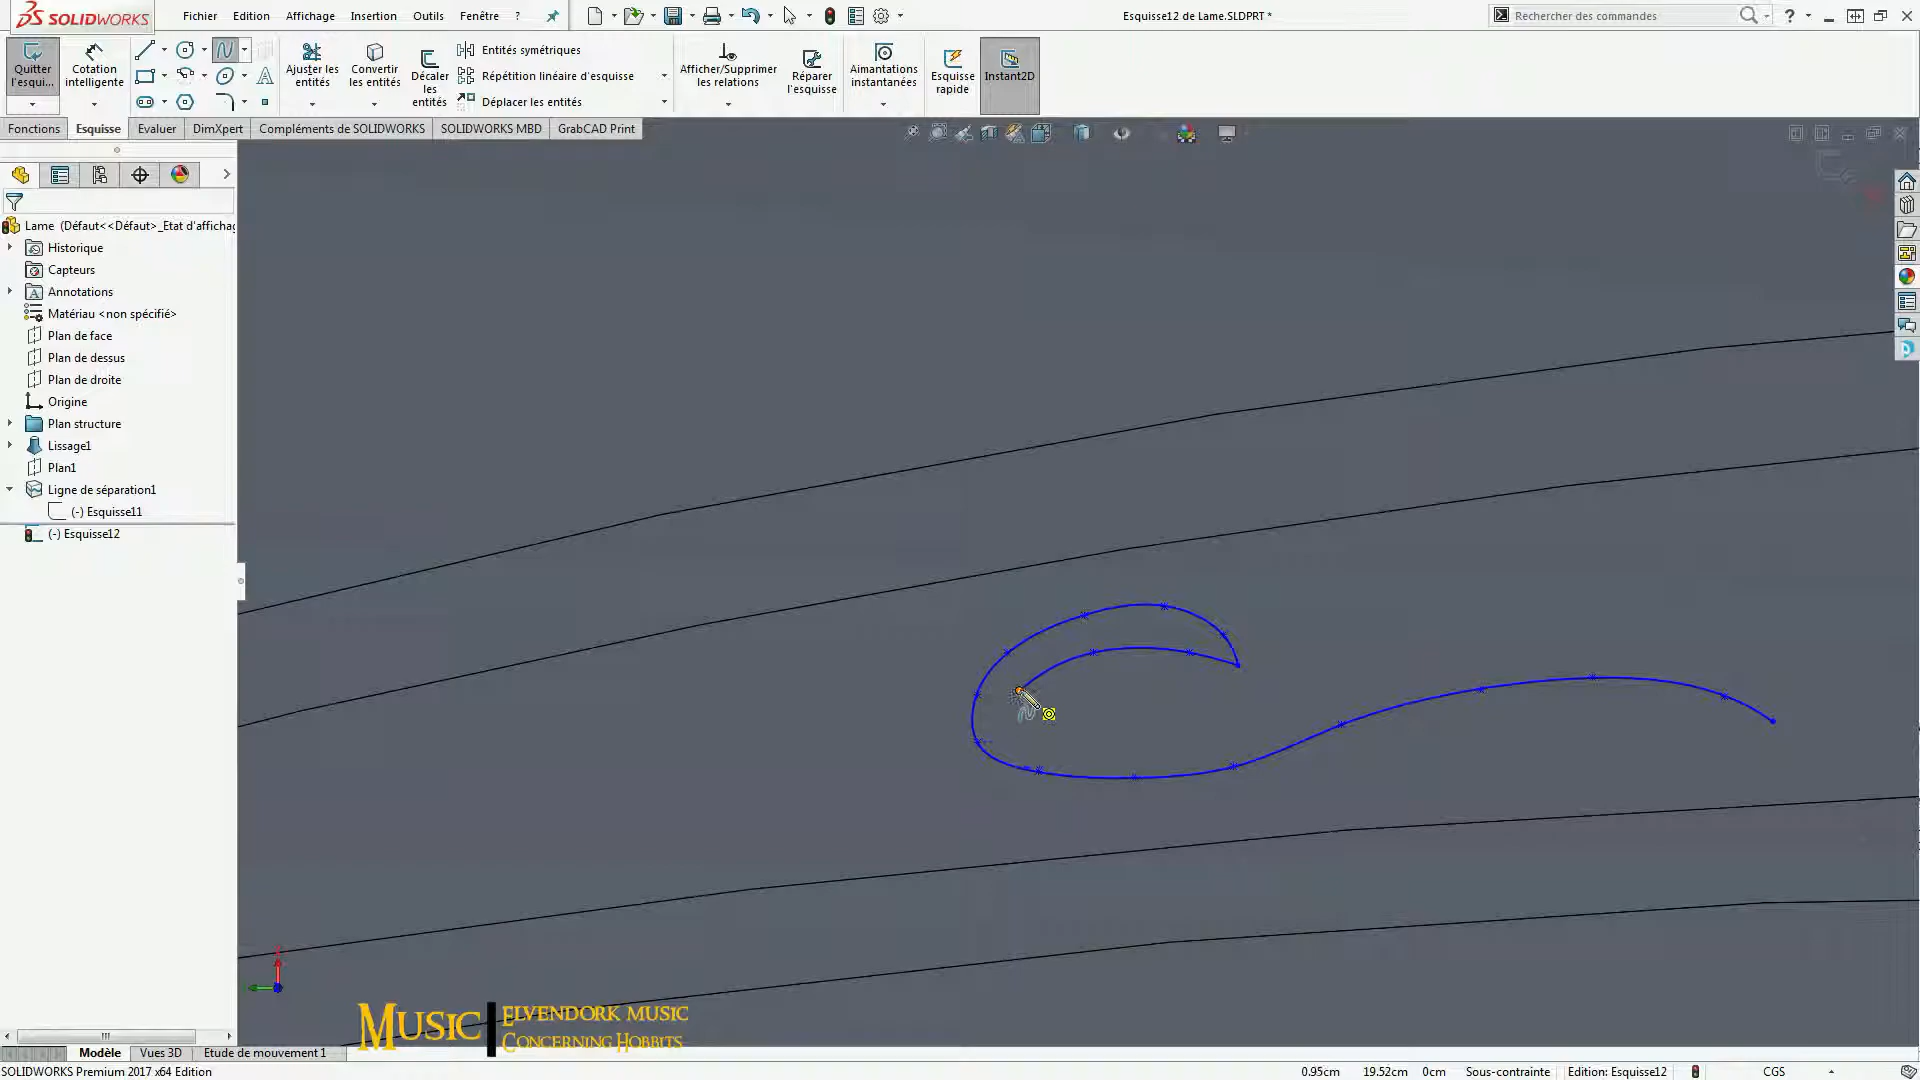 SOLIDWORKS
Fichier
Edition
Affichage
Insertion
Outils
Fenêtre
?
Esquisse12 de Lame.SLDPRT *
Rechercher des commandes
?
Quitter
l'esqui...
Cotation
intelligente
Ajuster les
entités
Convertir
les entités
Décaler
les
entités
Entités symétriques
Répétition linéaire d'esquisse
Déplacer les entités
Afficher/Supprimer
les relations
Réparer
l'esquisse
Aimantations
instantanées
Esquisse
rapide
Instant2D
Fonctions
Esquisse
Evaluer
DimXpert
Compléments de SOLIDWORKS
SOLIDWORKS MBD
GrabCAD Print
Lame (Défaut<<Défaut>_Etat d'affichag
Historique
Capteurs
Annotations
Matériau <non spécifié>
Plan de face
Plan de dessus
Plan de droite
Origine
Plan structure
Lissage1
Plan1
Ligne de séparation1
(-) Esquisse11
(-) Esquisse12
Music
Elvendork music
Concerning Hobbits
Modèle
Vues 3D
Etude de mouvement 1
SOLIDWORKS Premium 2017 x64 Edition
0.95cm
19.52cm
0cm
Sous-contrainte
Edition: Esquisse12
CGS